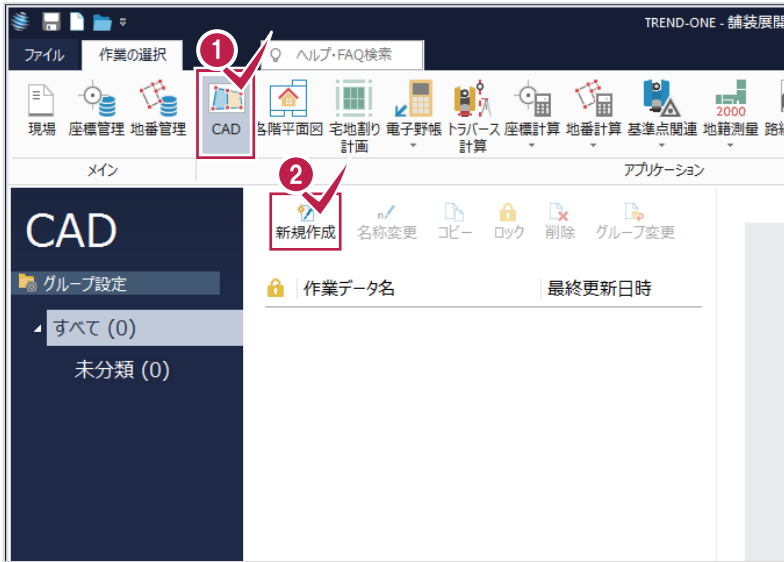 TREND-ONE - 舗装展開
ファイル 作業の選択 ヘルプ・FAQ検索
1
現場 座標管理 地番管理 CAD 各階平面図 宅地割り 電子野帳 トラバース 座標計算 地番計算 基準点関連 地籍測量
計画 計算
2000
メイン アプリケーション
2
CAD
新規作成 名称変更 コピー ロック 削除 グループ変更
グループ設定
作業データ名 最終更新日時
すべて (0)
未分類 (0)